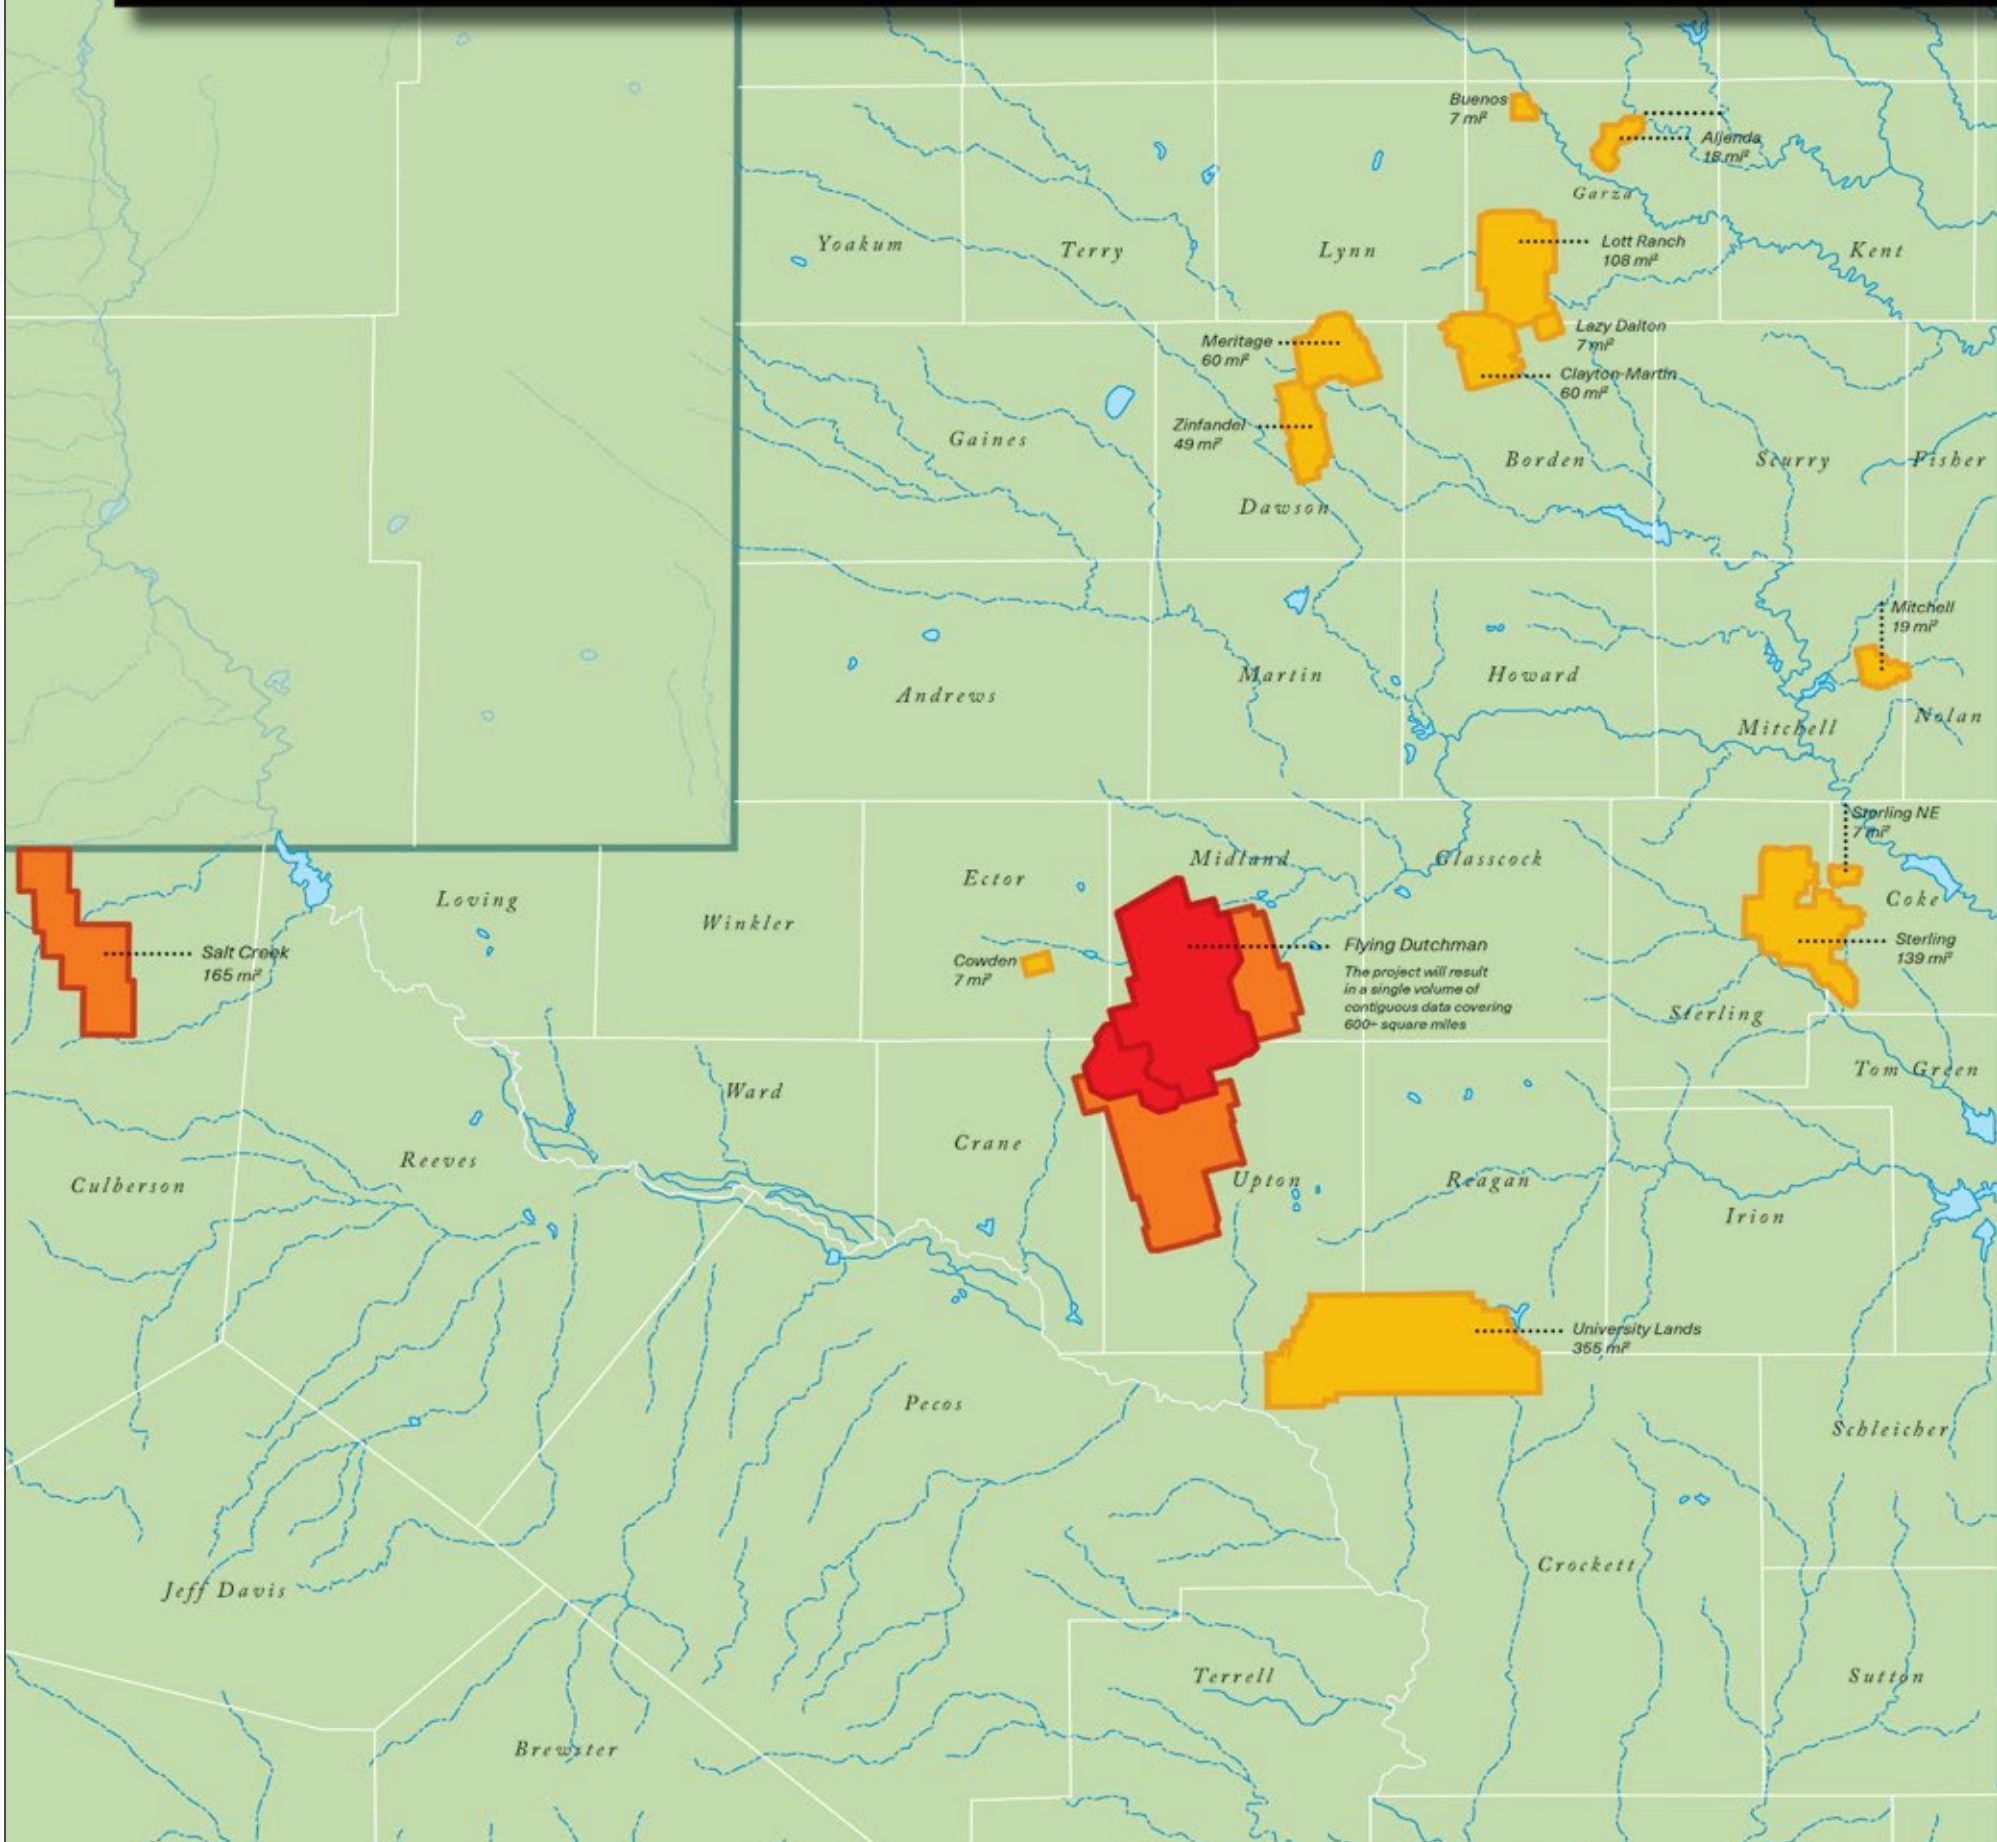 Buenos
7 mi²
Aljenda
18 mi²
Garza
Yoakum
Terry
Lynn
Lott Ranch
108 mi²
Kent
Meritage
60 mi²
Lazy Dalton
7 mi²
Clayton-Martin
60 mi²
Zinfandel
49 mi²
Gaines
Borden
Scurry
Fisher
Dawson
Mitchell
19 mi²
Andrews
Martin
Howard
Mitchell
Nolan
Sterling NE
7 mi²
Ector
Midland
Glasscock
Loving
Winkler
Coke
Salt Creek
165 mi²
Cowden
7 mi²
Flying Dutchman
The project will result
in a single volume of
contiguous data covering
600+ square miles
Sterling
139 mi²
Sterling
Tom Green
Ward
Crane
Culberson
Reeves
Upton
Reagan
Irion
University Lands
355 mi²
Pecos
Schleicher
Jeff Davis
Crockett
Terrell
Sutton
Brewster